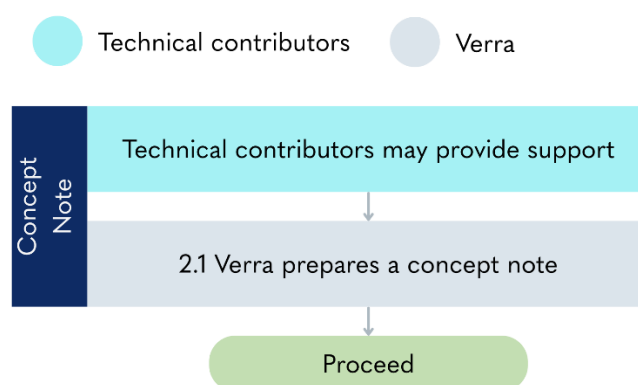 Technical contributors
Verra
Concept
Note
Technical contributors may provide support
2.1 Verra prepares a concept note
Proceed